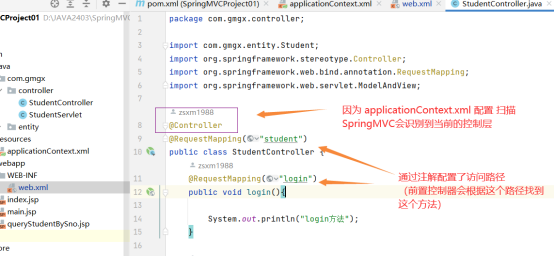 Project01) D:\JAVA2403\SpringMVC
pom.xml (SpringMVCProject01)
applicationContext.xml
web.xml
StudentController.java
m
ava
com.gmgx
controller
StudentController
StudentServlet
entity
applicationContext.xml
webapp
WEB-INF
web.xml
index.jsp
main.jsp
queryStudentBySno.jsp
1 package com.gmgx.controller;
3 import com.gmgx.entity.Student;
4 import org.springframework.stereotype.Controller;
5 import org.springframework.web.bind.annotation.RequestMapping;
6 import org.springframework.web.servlet.ModelAndView;
7
zsxm1988
8 @Controller
9 @RequestMapping("student")
10 public class StudentController {
zsxm1988
11 @RequestMapping("login")
12 public void login(){
13
14 System.out.println("login方法");
15 }
因为 applicationContext.xml 配置 扫描
SpringMVC会识别到当前的控制层
通过注解配置了访问路径
（前置控制器会根据这个路径找到
这个方法）